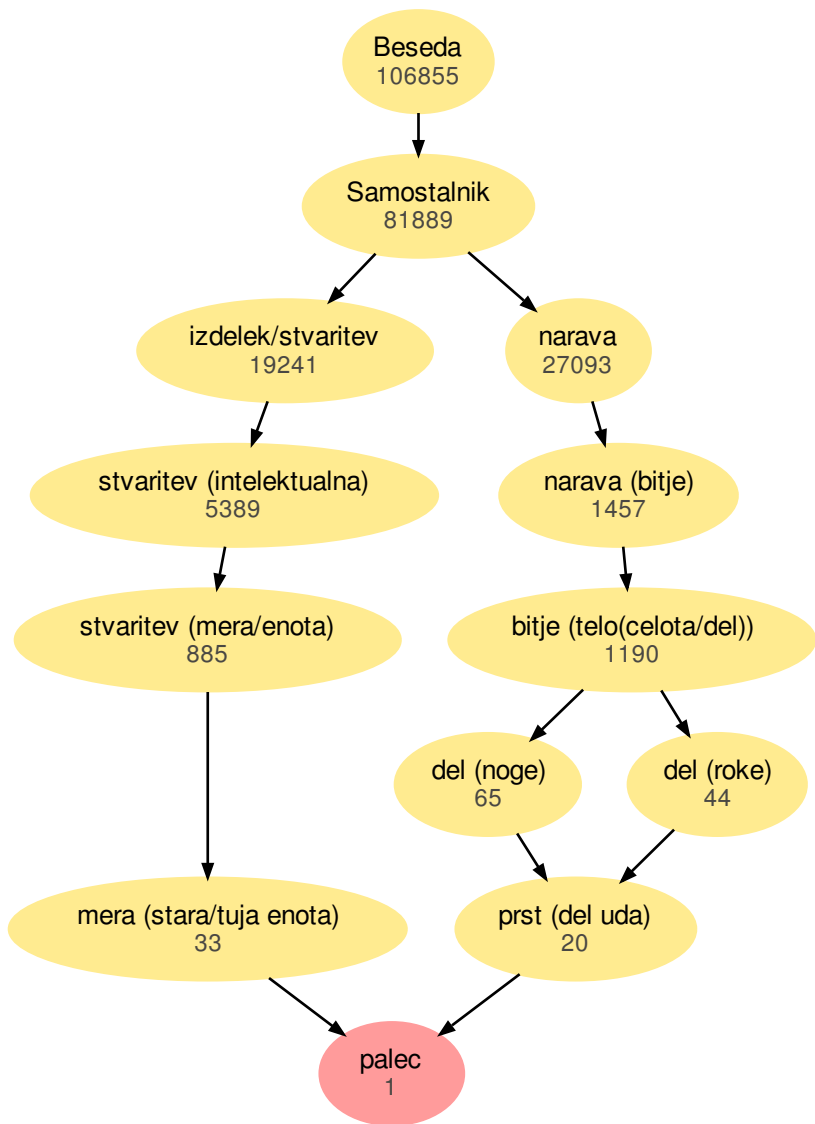 Beseda
106855
Samostalnik
81889
izdelek/stvaritev
19241
narava
27093
stvaritev (intelektualna)
5389
narava (bitje)
1457
stvaritev (mera/enota)
885
bitje (telo(celota/del))
1190
del (noge)
65
del (roke)
44
mera (stara/tuja enota)
33
prst (del uda)
20
palec
1